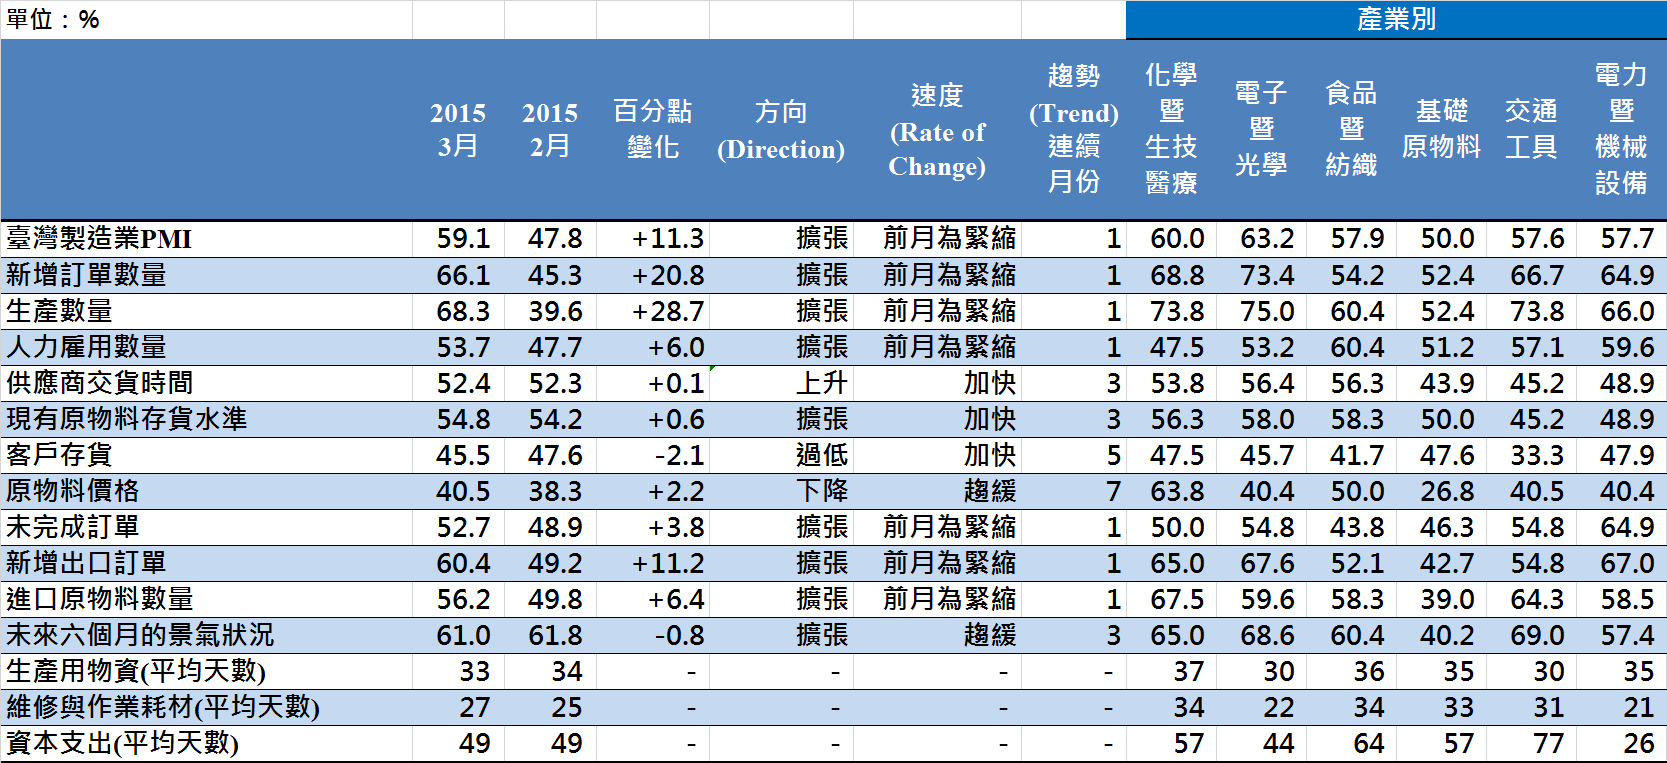 單位：% 產業別
2015 3月 2015 2月 百分點變化 方向 (Direction) 速度 (Rate of Change) 趨勢 (Trend) 連續月份 化學暨生技醫療 電子暨光學 食品暨紡織 基礎原物料 交通工具 電力暨機械設備
臺灣製造業PMI 59.1 47.8 +11.3 擴張 前月為緊縮 1 60.0 63.2 57.9 50.0 57.6 57.7
新增訂單數量 66.1 45.3 +20.8 擴張 前月為緊縮 1 68.8 73.4 54.2 52.4 66.7 64.9
生產數量 68.3 39.6 +28.7 擴張 前月為緊縮 1 73.8 75.0 60.4 52.4 73.8 66.0
人力雇用數量 53.7 47.7 +6.0 擴張 前月為緊縮 1 47.5 53.2 60.4 51.2 57.1 59.6
供應商交貨時間 52.4 52.3 +0.1 上升 加快 3 53.8 56.4 56.3 43.9 45.2 48.9
現有原物料存貨水準 54.8 54.2 +0.6 擴張 加快 3 56.3 58.0 58.3 50.0 45.2 48.9
客戶存貨 45.5 47.6 -2.1 過低 加快 5 47.5 45.7 41.7 47.6 33.3 47.9
原物料價格 40.5 38.3 +2.2 下降 趨緩 7 63.8 40.4 50.0 26.8 40.5 40.4
未完成訂單 52.7 48.9 +3.8 擴張 前月為緊縮 1 50.0 54.8 43.8 46.3 54.8 64.9
新增出口訂單 60.4 49.2 +11.2 擴張 前月為緊縮 1 65.0 67.6 52.1 42.7 54.8 67.0
進口原物料數量 56.2 49.8 +6.4 擴張 前月為緊縮 1 67.5 59.6 58.3 39.0 64.3 58.5
未來六個月的景氣狀況 61.0 61.8 -0.8 擴張 趨緩 3 65.0 68.6 60.4 40.2 69.0 57.4
生產用物資(平均天數) 33 34 - - - - 37 30 36 35 30 35
維修與作業耗材(平均天數) 27 25 - - - - 34 22 34 33 31 21
資本支出(平均天數) 49 49 - - - - 57 44 64 57 77 26